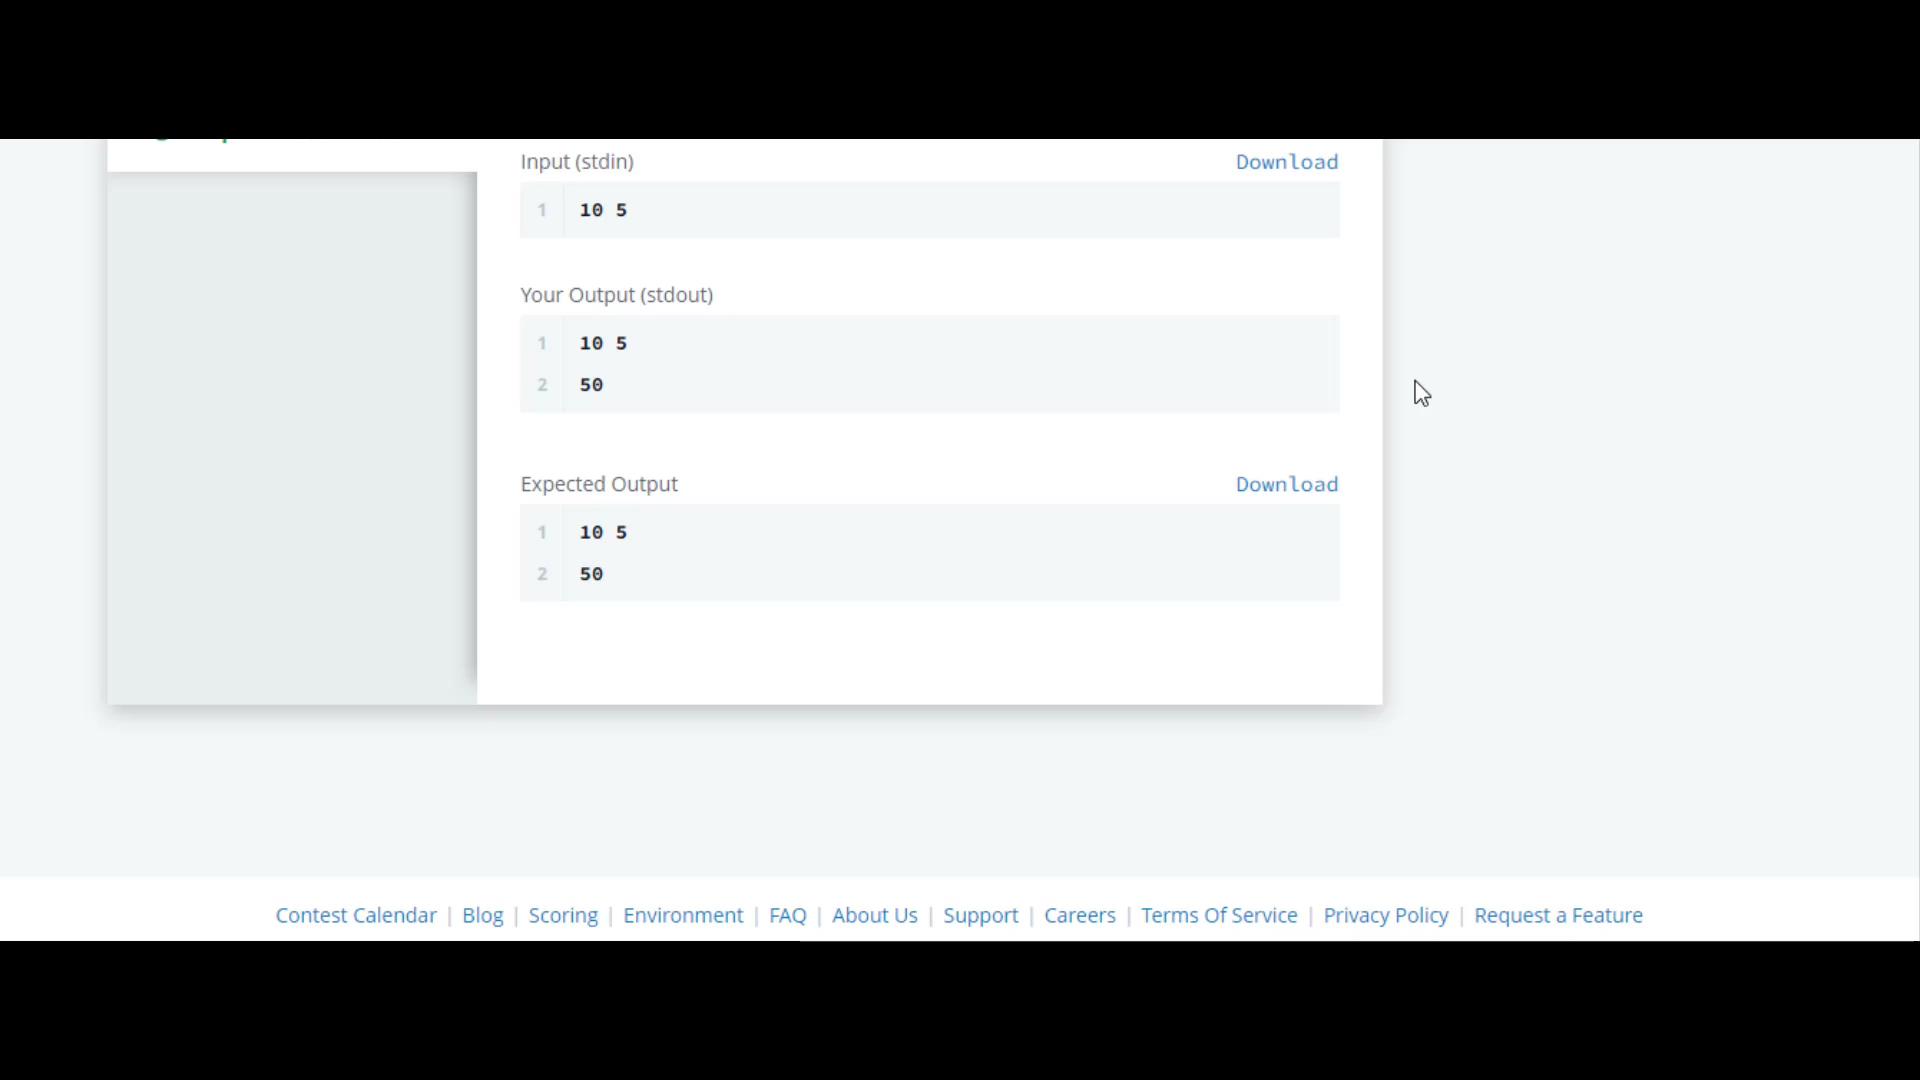 Input (stdin) Download
1 10 5
Your Output (stdout)
1 10 5
2 50
Expected Output Download
1 10 5
2 50
Contest Calendar | Blog | Scoring | Environment | FAQ | About Us | Support | Careers | Terms Of Service | Privacy Policy | Request a Feature